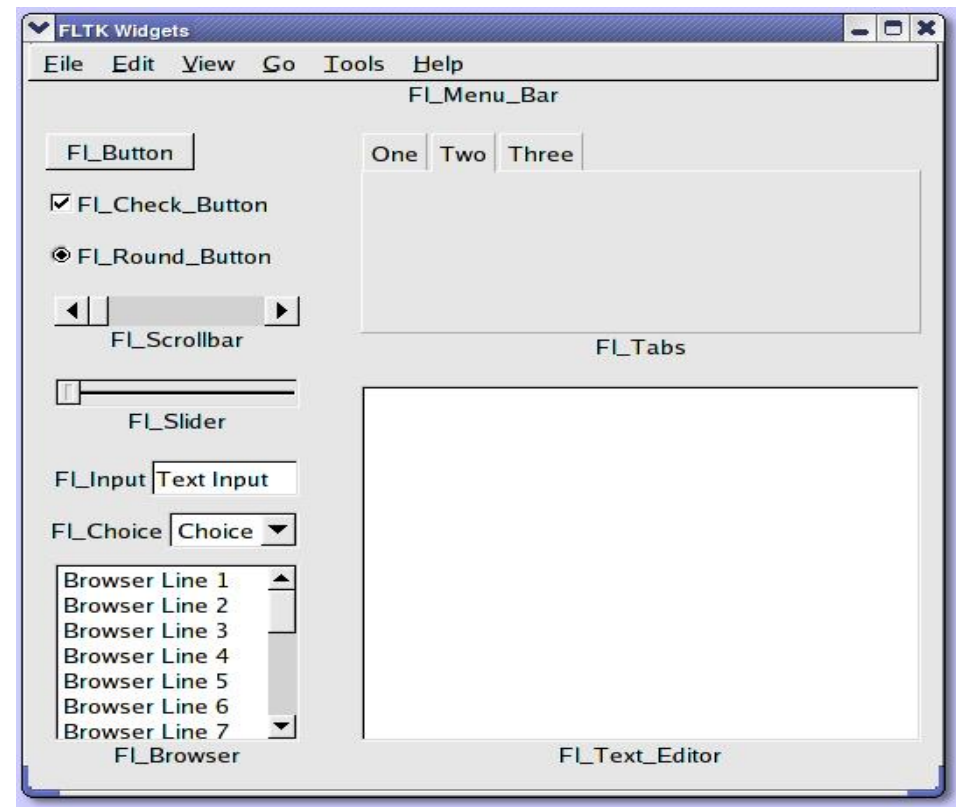 FLTK Widgets
File Edit View Go Tools Help
Fl_Menu_Bar
Fl_Button
Fl_Check_Button
Fl_Round_Button
Fl_Scrollbar
Fl_Slider
Fl_Input Text Input
Fl_Choice Choice
Browser Line 1
Browser Line 2
Browser Line 3
Browser Line 4
Browser Line 5
Browser Line 6
Browser Line 7
Fl_Browser
One Two Three
Fl_Tabs
Fl_Text_Editor